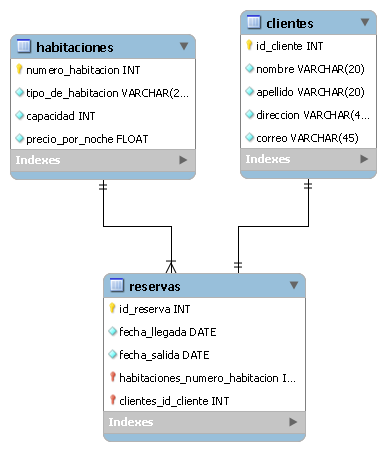 habitaciones
numero_habitacion INT
tipo_de_habitacion VARCHAR(2...
capacidad INT
precio_por_noche FLOAT
Indexes
clientes
id_cliente INT
nombre VARCHAR(20)
apellido VARCHAR(20)
direccion VARCHAR(4...
correo VARCHAR(45)
Indexes
reservas
id_reserva INT
fecha_llegada DATE
fecha_salida DATE
habitaciones_numero_habitacion I...
clientes_id_cliente INT
Indexes